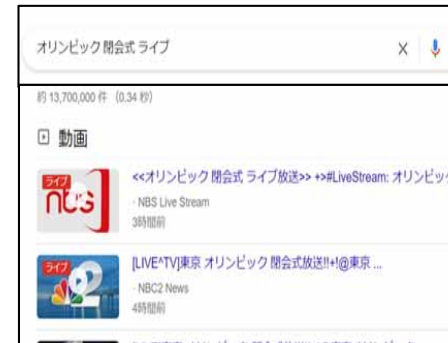 オリンピック 閉会式 ライブ
約 13,700,000 件 (0.34 秒)
動画
ライブ
nbs
<<オリンピック 閉会式 ライブ放送>> +>#LiveStream: オリンピック
· NBS Live Stream
3時間前
ライブ
2
[LIVE^TV]東京 オリンピック 閉会式放送!!+!@東京 ...
· NBC2 News
4時間前